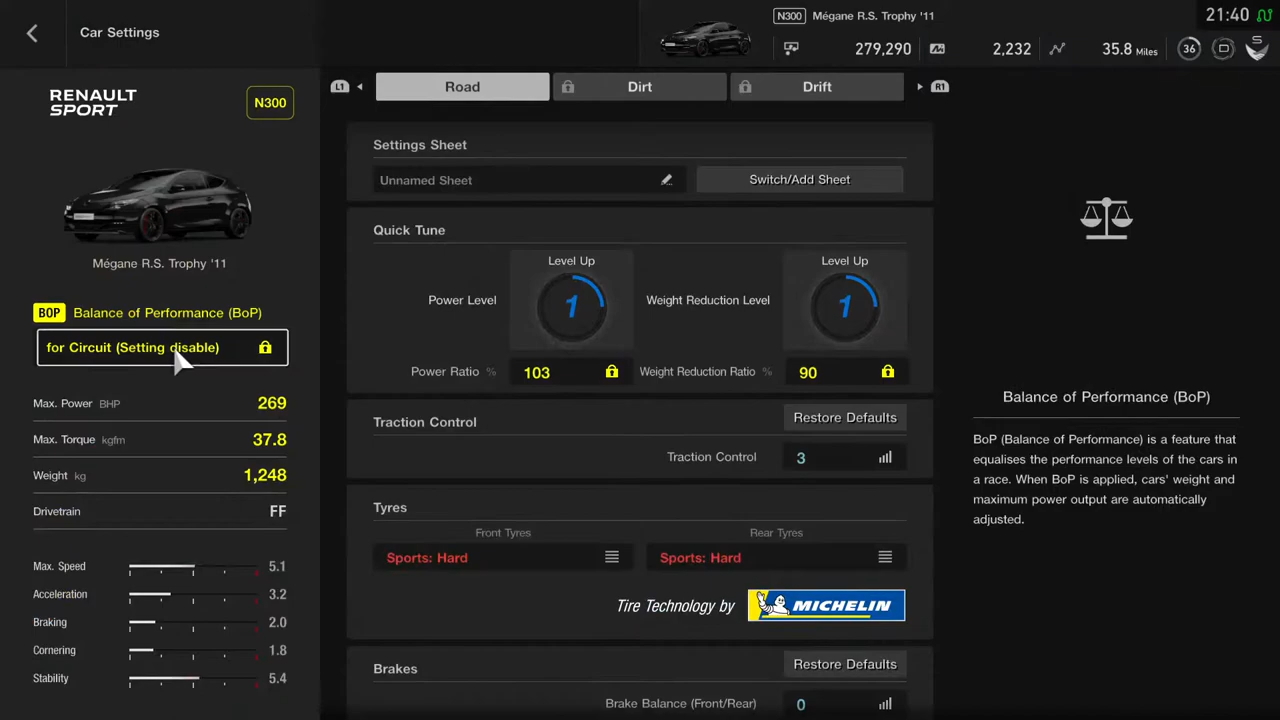 Car Settings
N300 Mégane R.S. Trophy '11
21:40
279,290 2,232 35.8 Miles 36 S
RENAULT
SPORT
N300
L1 Road Dirt Drift R1
Mégane R.S. Trophy '11
BOP Balance of Performance (BoP)
for Circuit (Setting disable)
Max. Power BHP 269
Max. Torque kgfm 37.8
Weight kg 1,248
Drivetrain FF
Max. Speed 5.1
Acceleration 3.2
Braking 2.0
Cornering 1.8
Stability 5.4
Settings Sheet
Unnamed Sheet Switch/Add Sheet
Quick Tune
Level Up Level Up
Power Level 1 Weight Reduction Level 1
Power Ratio % 103 Weight Reduction Ratio % 90
Traction Control Restore Defaults
Traction Control 3
Tyres
Front Tyres Rear Tyres
Sports: Hard Sports: Hard
Tire Technology by MICHELIN
Brakes Restore Defaults
Brake Balance (Front/Rear) 0
Balance of Performance (BoP)
BoP (Balance of Performance) is a feature that
equalises the performance levels of the cars in
a race. When BoP is applied, cars' weight and
maximum power output are automatically
adjusted.